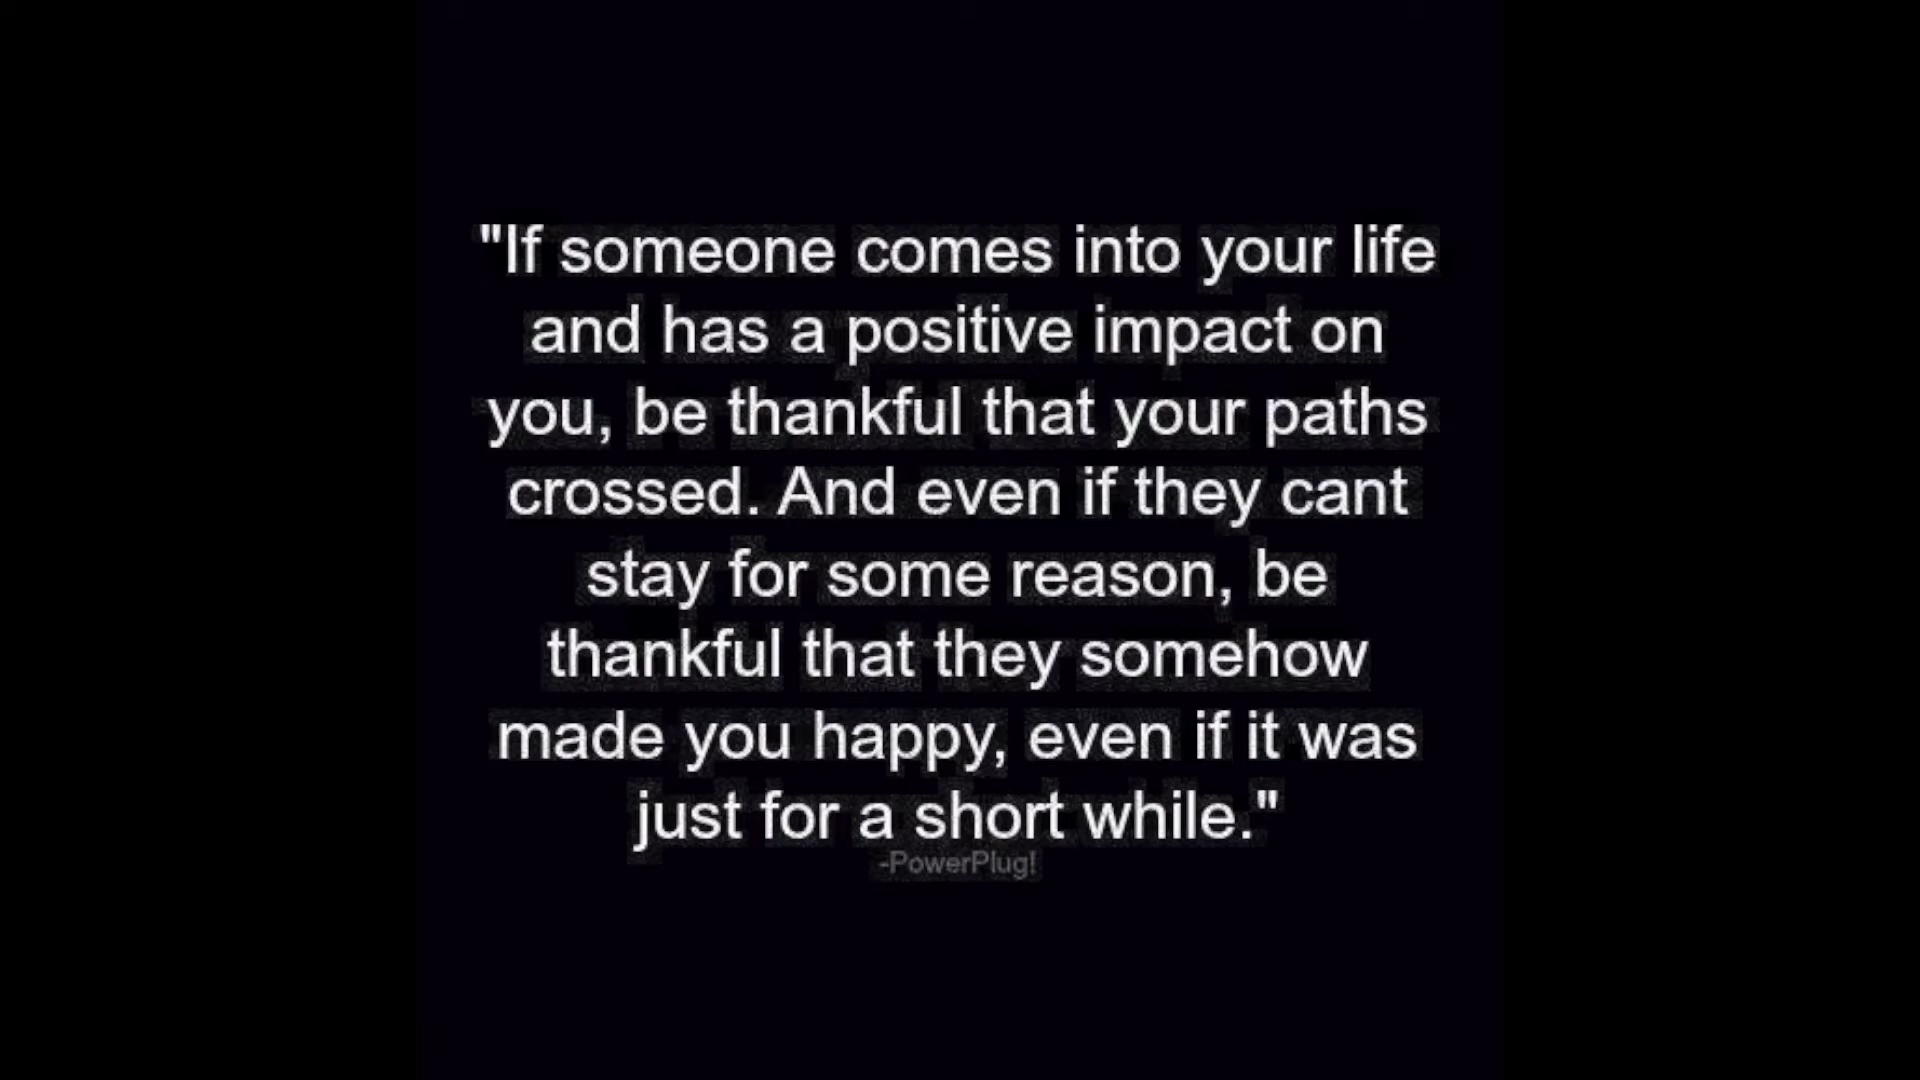 "If someone comes into your life
and has a positive impact on
you, be thankful that your paths
crossed. And even if they cant
stay for some reason, be
thankful that they somehow
made you happy, even if it was
just for a short while."
-PowerPlug!